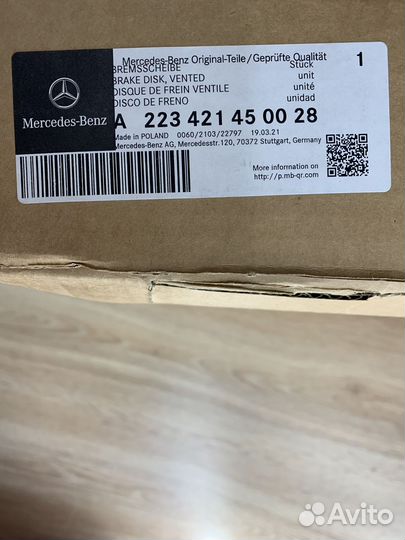 Mercedes-Benz Original-Teile/Geprüfte Qualität
BREMSSCHEIBE Stück 1
BRAKE DISK, VENTED unit
DISQUE DE FREIN VENTILE unité
DISCO DE FRENO unidad
Mercedes-Benz
A 223 421 45 00 28
Made in POLAND 0060/2103/22797 19.03.21
Mercedes-Benz AG, Mercedesstr.120, 70372 Stuttgart, Germany
More information on
http://p.mb-qr.com
Avito